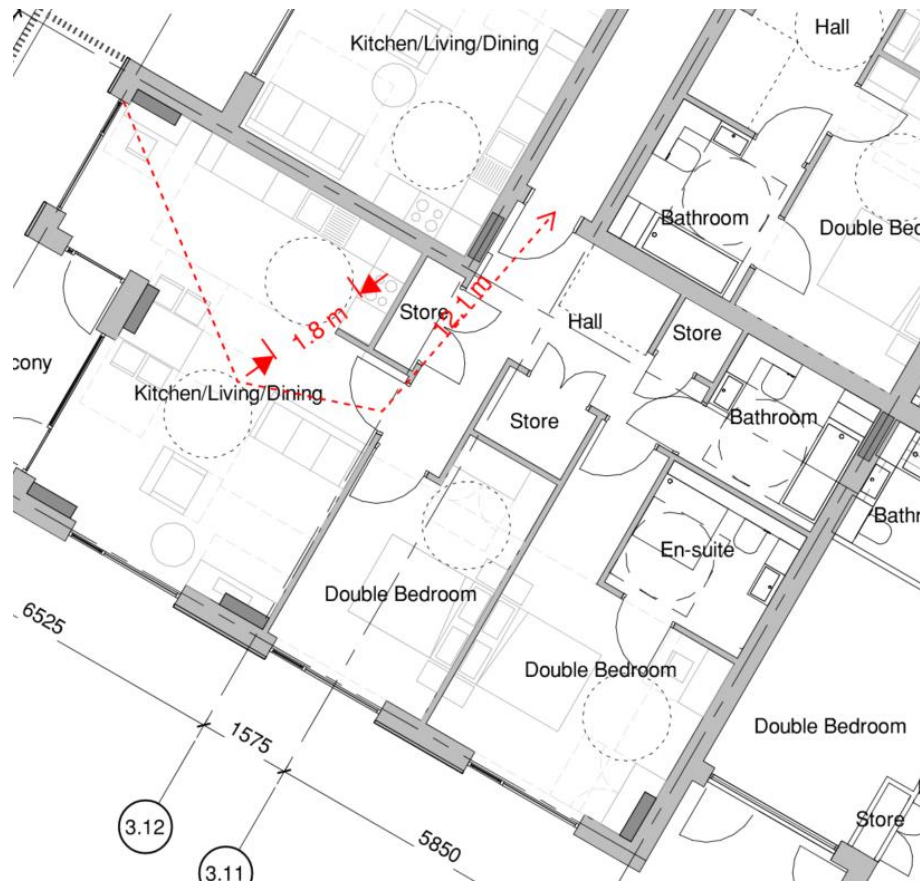 Hall
Kitchen/Living/Dining
Bathroom
Double Bed
Store
12.1 m
1.8 m
Hall
Store
cony
Kitchen/Living/Dining
Store
Bathroom
Bathr
En-suite
Double Bedroom
Double Bedroom
6525
Double Bedroom
1575
Store
3.12
5850
3.11